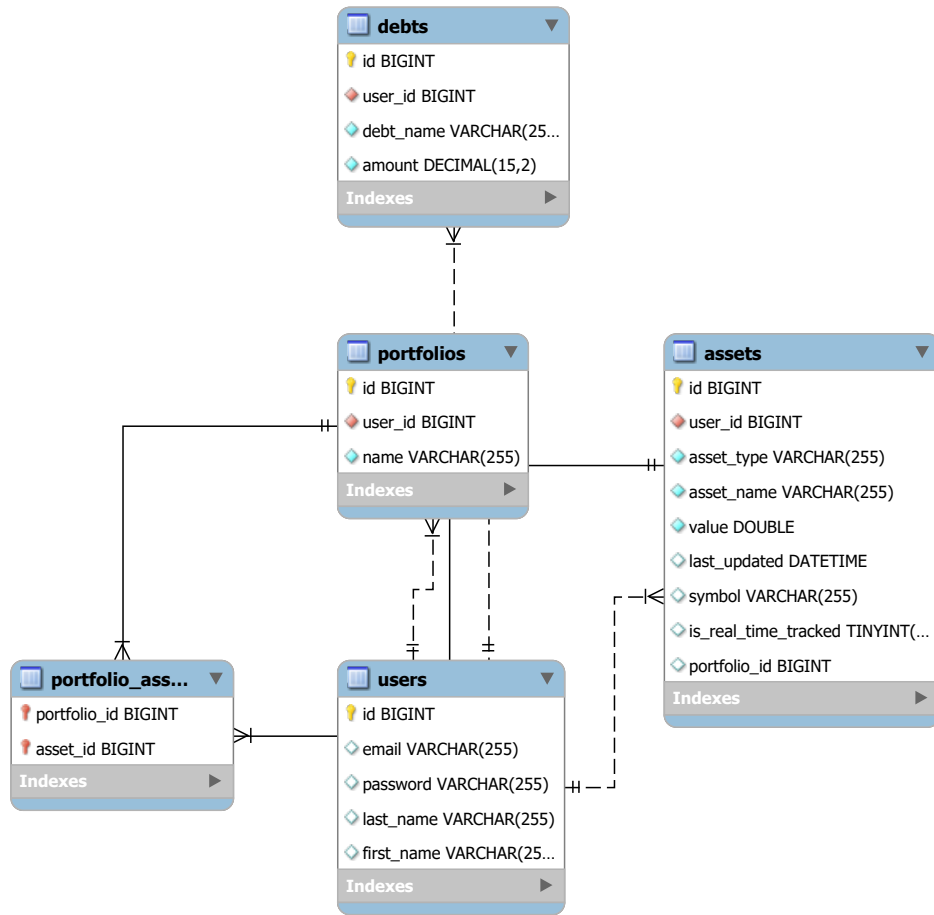 debts
id BIGINT
user_id BIGINT
debt_name VARCHAR(25...
amount DECIMAL(15,2)
Indexes
portfolios
id BIGINT
user_id BIGINT
name VARCHAR(255)
Indexes
assets
id BIGINT
user_id BIGINT
asset_type VARCHAR(255)
asset_name VARCHAR(255)
value DOUBLE
last_updated DATETIME
symbol VARCHAR(255)
is_real_time_tracked TINYINT(...
portfolio_id BIGINT
Indexes
portfolio_ass...
portfolio_id BIGINT
asset_id BIGINT
Indexes
users
id BIGINT
email VARCHAR(255)
password VARCHAR(255)
last_name VARCHAR(255)
first_name VARCHAR(25...
Indexes